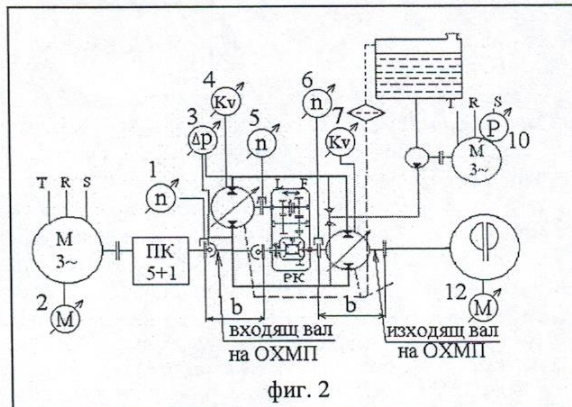 4
Kv
3
Δp
5
n
6
n
7
Kv
1
n
T R S
M
3~
2
M
ПК
5+1
L F
РК
T R S
P
10
M
3~
12
M
b
b
входящ вал
на ОХМП
изходящ вал
на ОХМП
фиг. 2